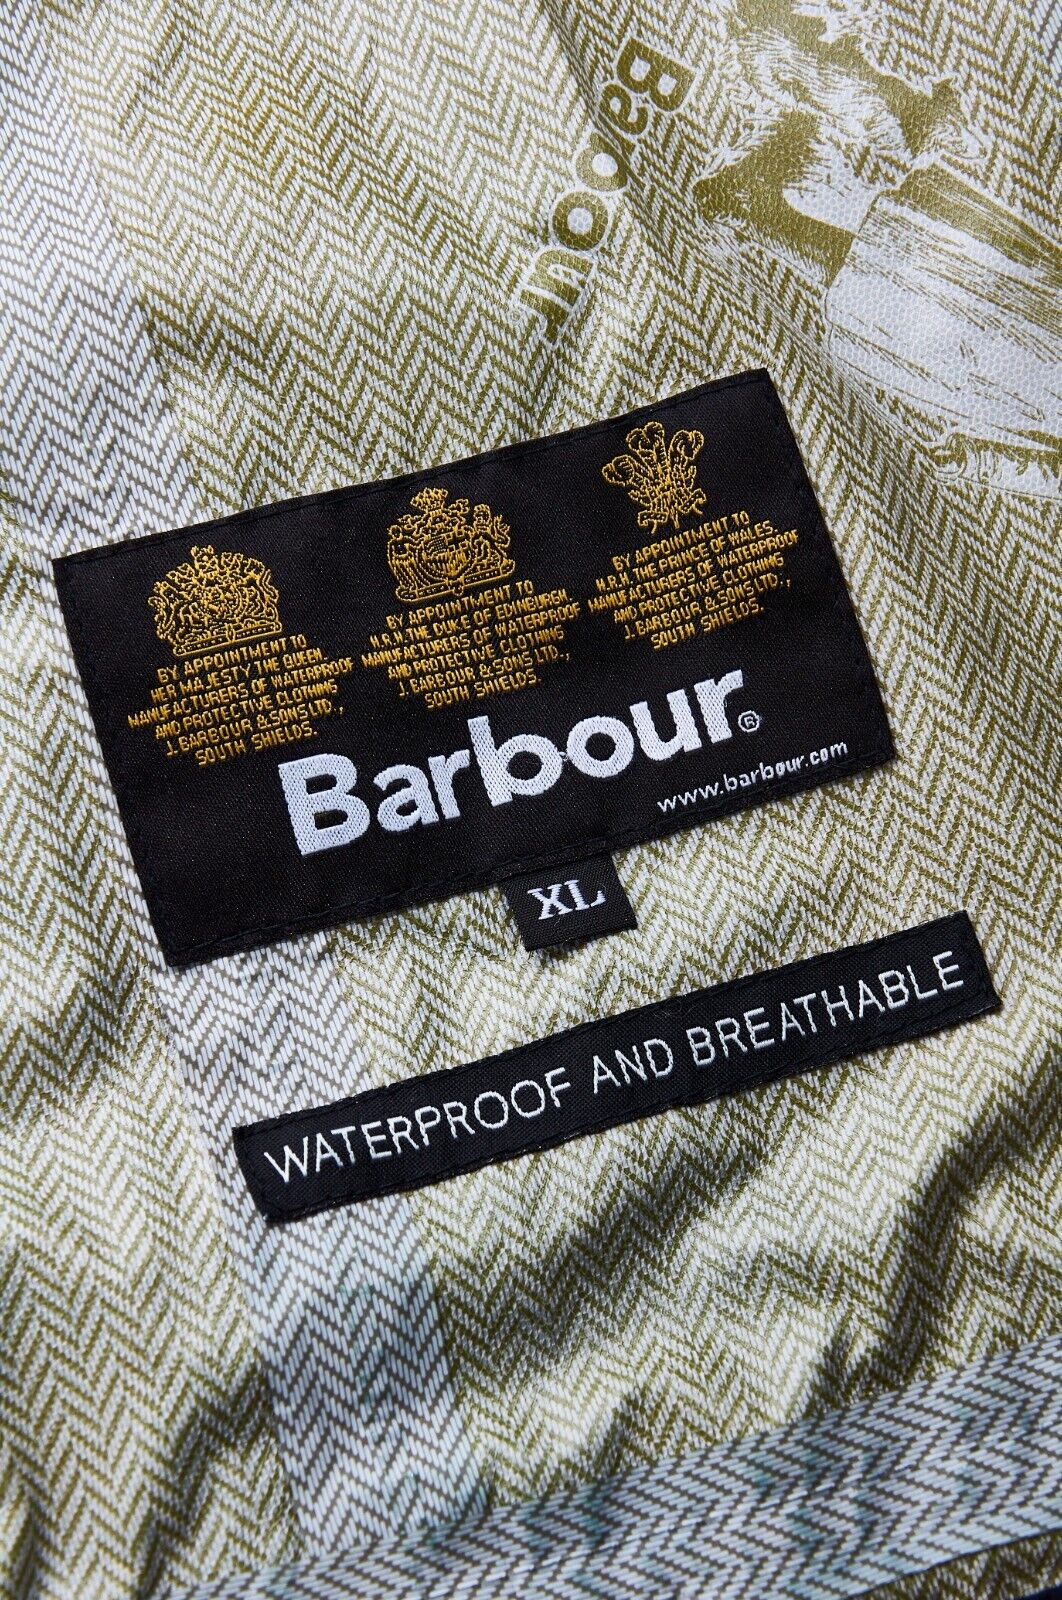 Barbour
BY APPOINTMENT TO
HER MAJESTY THE QUEEN
MANUFACTURERS OF WATERPROOF
AND PROTECTIVE CLOTHING
J. BARBOUR & SONS LTD.,
SOUTH SHIELDS.
BY APPOINTMENT TO
H.R.H. THE DUKE OF EDINBURGH
MANUFACTURERS OF WATERPROOF
AND PROTECTIVE CLOTHING
J. BARBOUR & SONS LTD.,
SOUTH SHIELDS.
BY APPOINTMENT TO
H.R.H. THE PRINCE OF WALES
MANUFACTURERS OF WATERPROOF
AND PROTECTIVE CLOTHING
J. BARBOUR & SONS LTD.,
SOUTH SHIELDS.
Barbour®
www.barbour.com
XL
WATERPROOF AND BREATHABLE